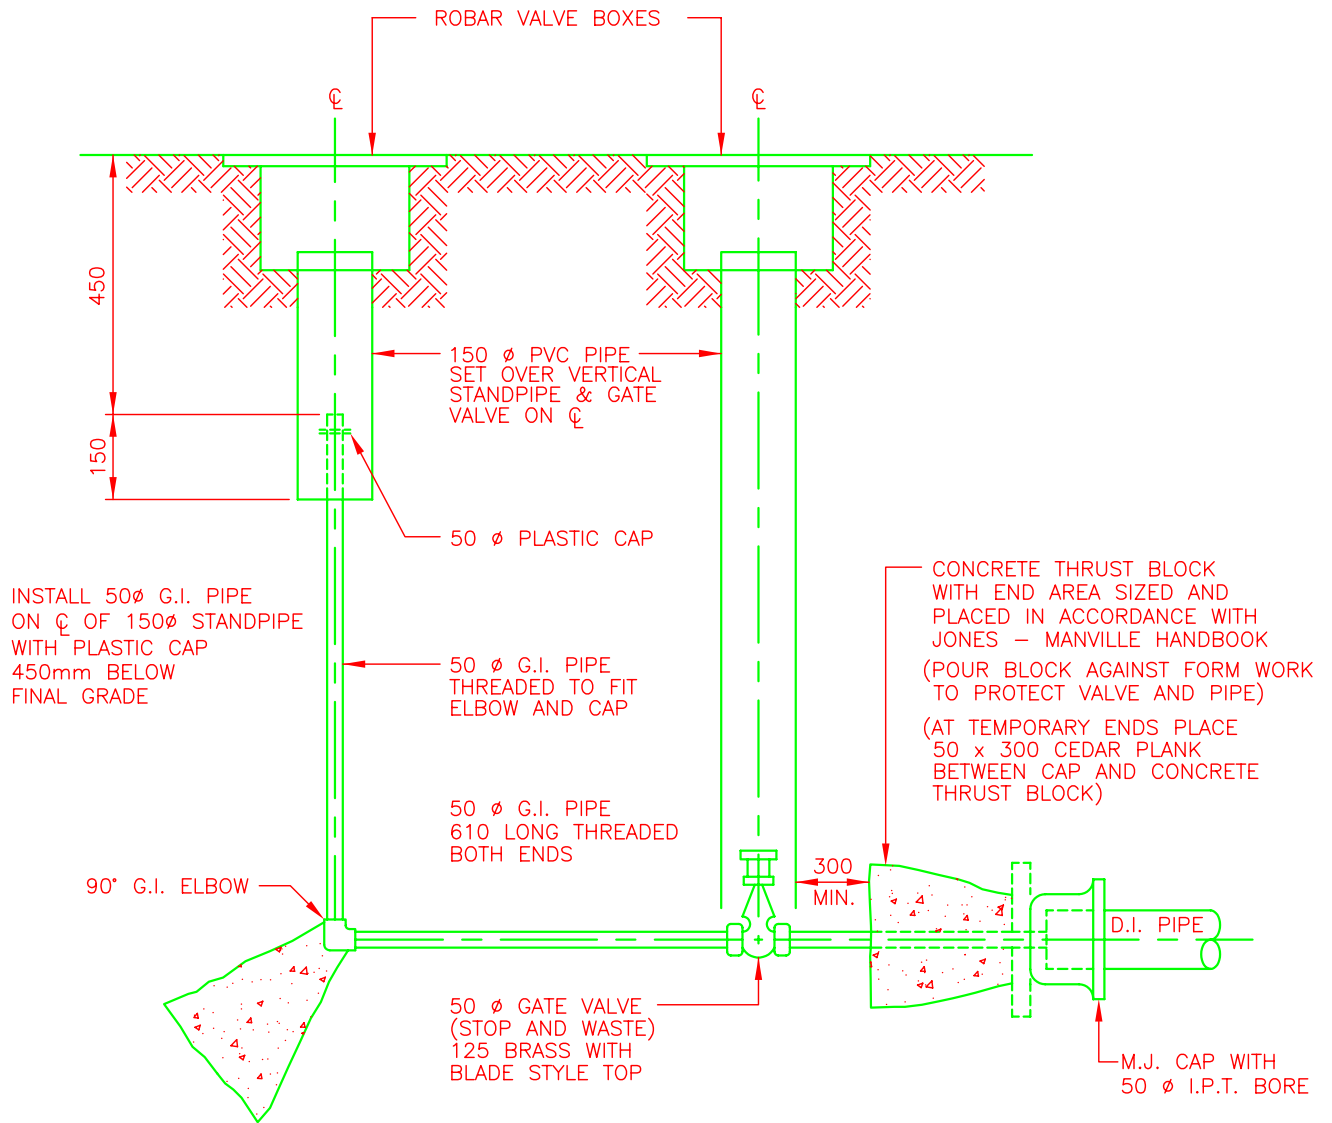 ROBAR VALVE BOXES
℄
℄
450
150
150 ø PVC PIPE
SET OVER VERTICAL
STANDPIPE & GATE
VALVE ON ℄
50 ø PLASTIC CAP
INSTALL 50ø G.I. PIPE
ON ℄ OF 150ø STANDPIPE
WITH PLASTIC CAP
450mm BELOW
FINAL GRADE
50 ø G.I. PIPE
THREADED TO FIT
ELBOW AND CAP
CONCRETE THRUST BLOCK
WITH END AREA SIZED AND
PLACED IN ACCORDANCE WITH
JONES – MANVILLE HANDBOOK
(POUR BLOCK AGAINST FORM WORK
TO PROTECT VALVE AND PIPE)
(AT TEMPORARY ENDS PLACE
50 x 300 CEDAR PLANK
BETWEEN CAP AND CONCRETE
THRUST BLOCK)
50 ø G.I. PIPE
610 LONG THREADED
BOTH ENDS
90° G.I. ELBOW
300
MIN.
D.I. PIPE
50 ø GATE VALVE
(STOP AND WASTE)
125 BRASS WITH
BLADE STYLE TOP
M.J. CAP WITH
50 ø I.P.T. BORE